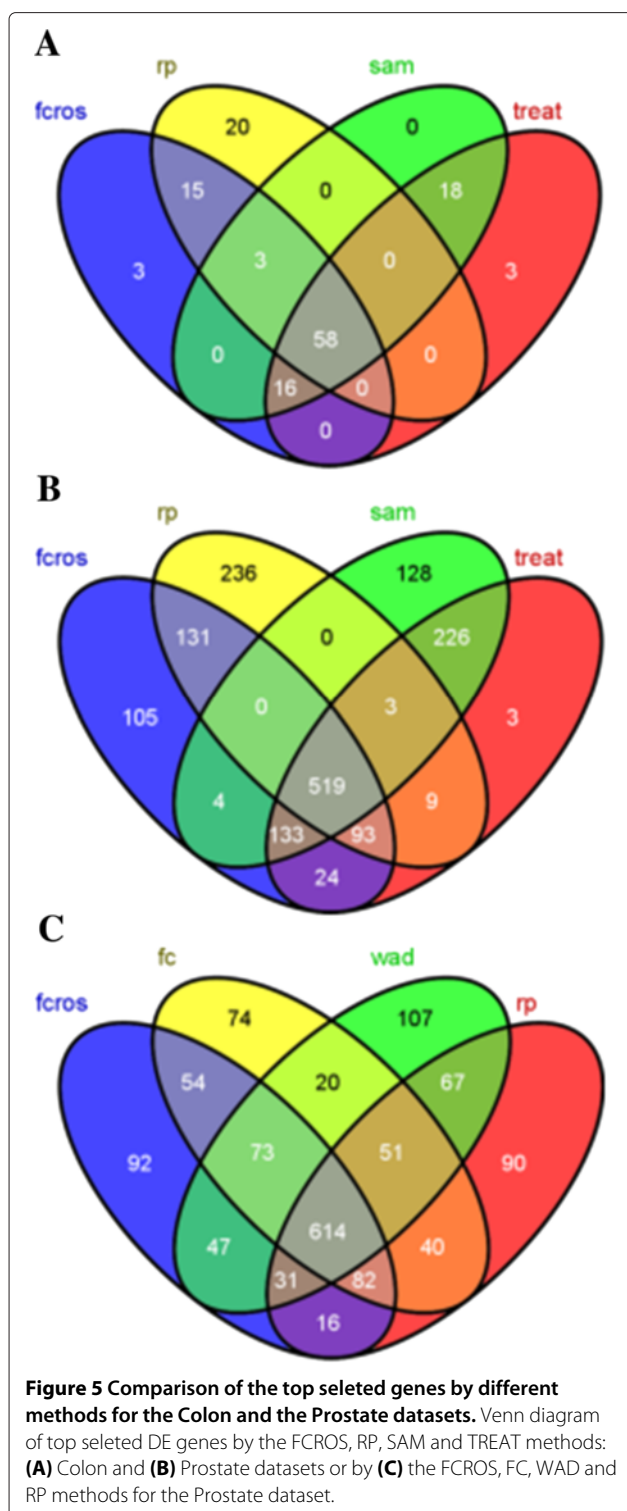 A
rp
sam
fcros
treat
20
0
15
0
18
3
3
0
3
58
0
0
16
0
0
B
rp
sam
fcros
treat
236
128
131
0
226
105
0
3
3
519
4
9
133
93
24
C
fc
wad
fcros
rp
74
107
54
20
67
92
73
51
90
614
47
40
31
82
16
Figure 5 Comparison of the top seleted genes by different
methods for the Colon and the Prostate datasets. Venn diagram
of top seleted DE genes by the FCROS, RP, SAM and TREAT methods:
(A) Colon and (B) Prostate datasets or by (C) the FCROS, FC, WAD and
RP methods for the Prostate dataset.